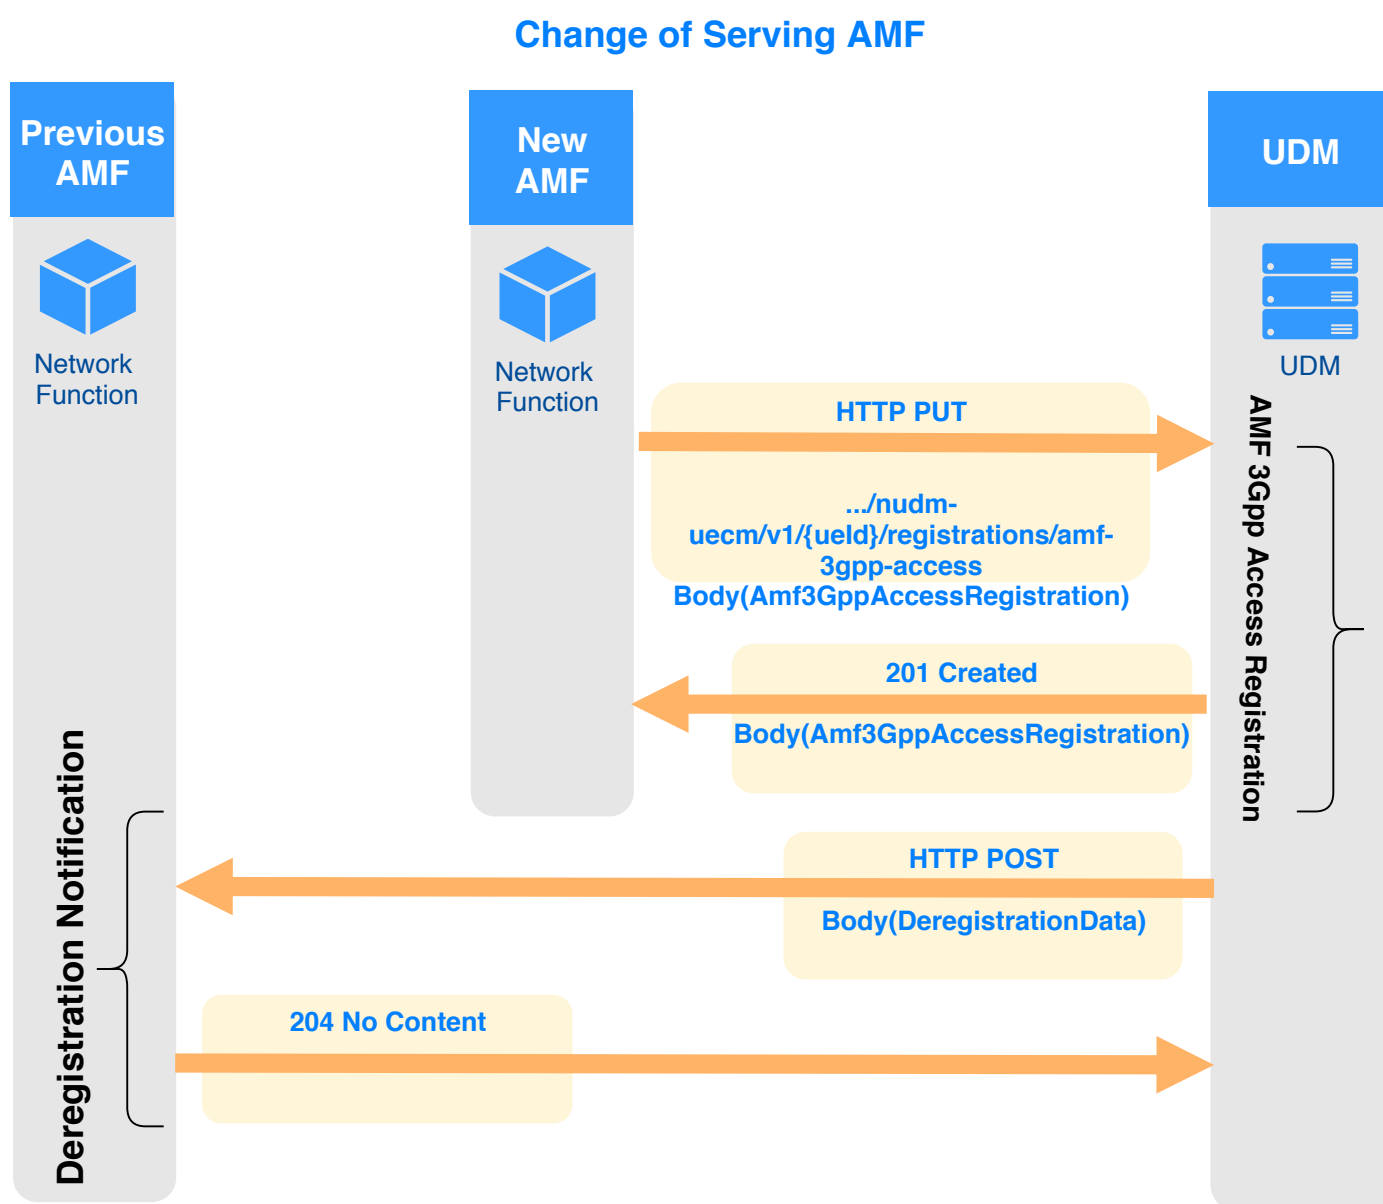 Change of Serving AMF
Previous
AMF
New
AMF
UDM
Network
Function
Network
Function
UDM
HTTP PUT
.../nudm-
uecm/v1/{ueId}/registrations/amf-
3gpp-access
Body(Amf3GppAccessRegistration)
AMF 3Gpp Access Registration
201 Created
Body(Amf3GppAccessRegistration)
Deregistration Notification
HTTP POST
Body(DeregistrationData)
204 No Content